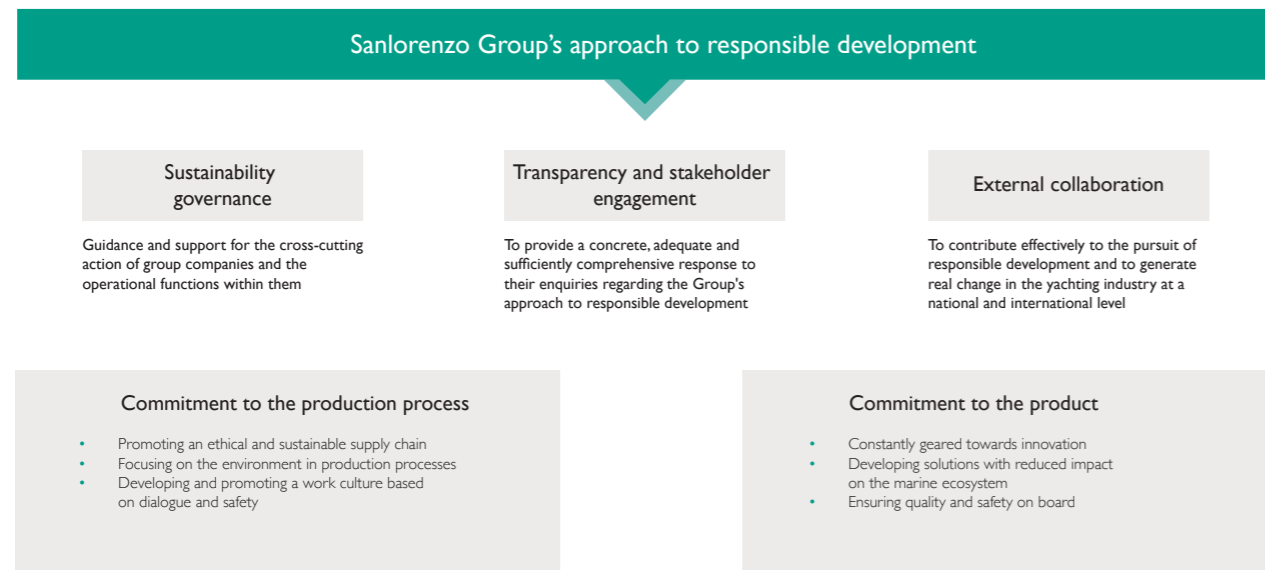 Sanlorenzo Group’s approach to responsible development
Sustainability
governance
Guidance and support for the cross-cutting
action of group companies and the
operational functions within them
Transparency and stakeholder
engagement
To provide a concrete, adequate and
sufficiently comprehensive response to
their enquiries regarding the Group's
approach to responsible development
External collaboration
To contribute effectively to the pursuit of
responsible development and to generate
real change in the yachting industry at a
national and international level
Commitment to the production process
• Promoting an ethical and sustainable supply chain
• Focusing on the environment in production processes
• Developing and promoting a work culture based
on dialogue and safety
Commitment to the product
• Constantly geared towards innovation
• Developing solutions with reduced impact
on the marine ecosystem
• Ensuring quality and safety on board